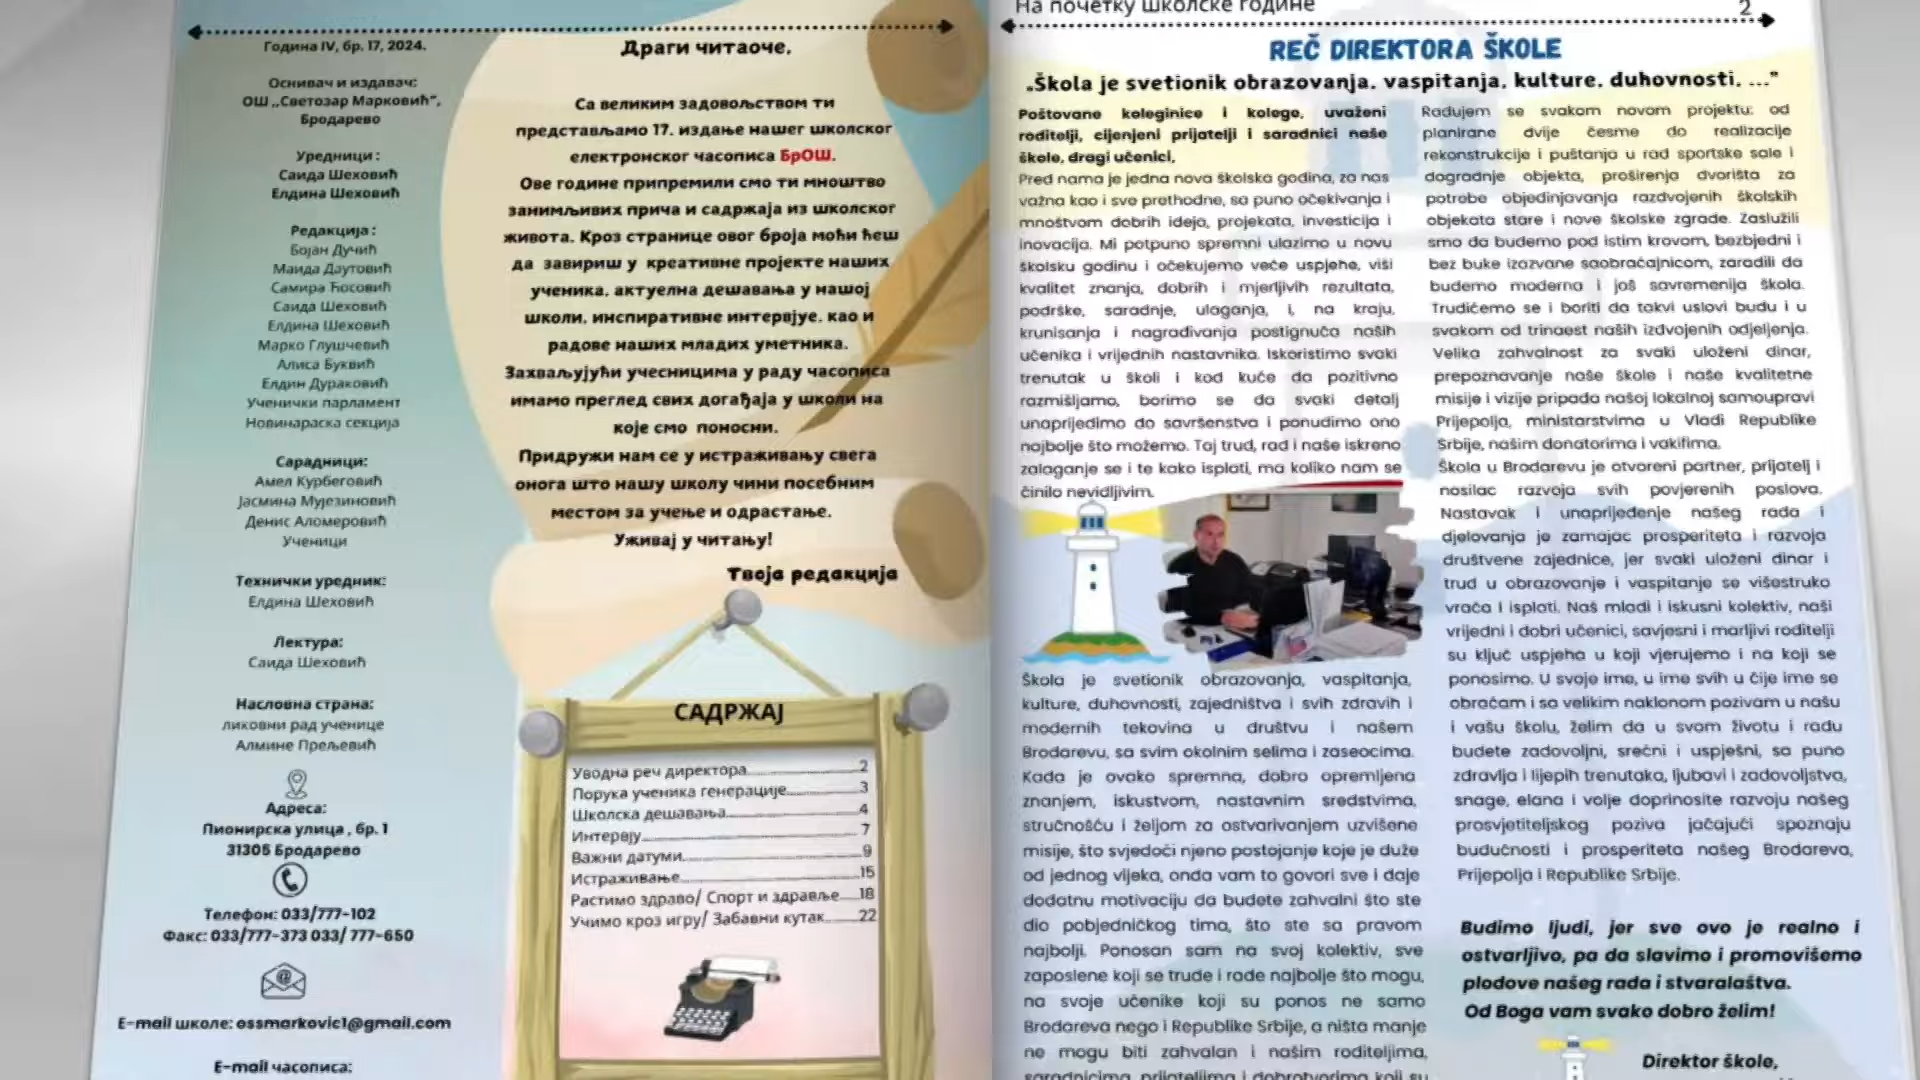 Година IV, бр. 17, 2024.
Оснивач и издавач:
ОШ ,,Светозар Марковић“,
Бродарево
Уредници :
Саида Шеховић
Елдина Шеховић
Редакција :
Бојан Дучић
Маида Даутовић
Самира Ћосовић
Саида Шеховић
Елдина Шеховић
Марко Глушчевић
Алиса Буквић
Елдин Дураковић
Ученички парламент
Новинараска секција
Сарадници:
Амел Курбеговић
Јасмина Мујезиновић
Денис Аломеровић
Ученици
Технички уредник:
Елдина Шеховић
Лектура:
Саида Шеховић
Насловна страна:
ликовни рад ученице
Алмине Прељевић
Адреса:
Пионирска улица , бр. 1
31305 Бродарево
Телефон: 033/777-102
Факс: 033/777-373 033/ 777-650
E-mail школе: ossmarkovic1@gmail.com
E-mail часописа:
Драги читаоче,
Са великим задовољством ти
представљамо 17. издање нашег школског
електронског часописа БрОШ.
Ове године припремили смо ти мноштво
занимљивих прича и садржаја из школског
живота. Кроз странице овог броја моћи ћеш
да завириш у креативне пројекте наших
ученика, актуелна дешавања у нашој
школи, инспиративне интервјуе, као и
радове наших младих уметника.
Захваљујући учесницима у раду часописа
имамо преглед свих догађаја у школи на
које смо поносни.
Придружи нам се у истраживању свега
онога што нашу школу чини посебним
местом за учење и одрастање.
Уживај у читању!
Твоја редакција
САДРЖАЈ
Уводна реч директора..........2
Порука ученика генерације..........3
Школска дешавања..........4
Интервју..........7
Важни датуми..........9
Истраживање..........15
Растимо здраво/ Спорт и здравље.....18
Учимо кроз игру/ Забавни кутак.......22
На почетку школске године 2
REČ DIREKTORA ŠKOLE
„Škola je svetionik obrazovanja, vaspitanja, kulture, duhovnosti, ...”
Poštovane koleginice i kolege, uvaženi
roditelji, cijenjeni prijatelji i saradnici naše
škole, dragi učenici,
Pred nama je jedna nova školska godina, za nas
važna kao i sve prethodne, sa puno očekivanja i
mnoštvom dobrih ideja, projekata, investicija i
inovacija. Mi potpuno spremni ulazimo u novu
školsku godinu i očekujemo veće uspjehe, viši
kvalitet znanja, dobrih i mjerljivih rezultata,
podrške, saradnje, ulaganja, i, na kraju,
krunisanja i nagrađivanja postignuća naših
učenika i vrijednih nastavnika. Iskoristimo svaki
trenutak u školi i kod kuće da pozitivno
razmišljamo, borimo se da svaki detalj
unaprijedimo do savršenstva i ponudimo ono
najbolje što možemo. Taj trud, rad i naše iskreno
zalaganje se i te kako isplati, ma koliko nam se
činilo nevidljivim.
Škola je svetionik obrazovanja, vaspitanja,
kulture, duhovnosti, zajedništva i svih zdravih i
modernih tekovina u društvu i našem
Brodarevu, sa svim okolnim selima i zaseocima.
Kada je ovako spremna, dobro opremljena
znanjem, iskustvom, nastavnim sredstvima,
stručnošću i željom za ostvarivanjem uzvišene
misije, što svjedoči njeno postojanje koje je duže
od jednog vijeka, onda vam to govori sve i daje
dodatnu motivaciju da budete zahvalni što ste
dio pobjedničkog tima, što ste sa pravom
najbolji. Ponosan sam na svoj kolektiv, sve
zaposlene koji se trude i rade najbolje što mogu,
na svoje učenike koji su ponos ne samo
Brodareva nego i Republike Srbije, a ništa manje
ne mogu biti zahvalan i našim roditeljima,
saradnicima, prijateljima i dobrotvorima koji su
Radujem se svakom novom projektu: od
planirane dvije česme do realizacije
rekonstrukcije i puštanja u rad sportske sale i
dogradnje objekta, proširenja dvorišta za
potrebe objedinjavanja razdvojenih školskih
objekata stare i nove školske zgrade. Zaslužili
smo da budemo pod istim krovom, bezbjedni i
bez buke izazvane saobraćajnicom, zaradili da
budemo moderna i još savremenija škola.
Trudićemo se i boriti da takvi uslovi budu i u
svakom od trinaest naših izdvojenih odjeljenja.
Velika zahvalnost za svaki uloženi dinar,
prepoznavanje naše škole i naše kvalitetne
misije i vizije pripada našoj lokalnoj samoupravi
Prijepolja, ministarstvima u Vladi Republike
Srbije, našim donatorima i vakifima.
Škola u Brodarevu je otvoreni partner, prijatelj i
nosilac razvoja svih povjerenih poslova.
Nastavak i unaprijeđenje našeg rada i
djelovanja je zamajac prosperiteta i razvoja
društvene zajednice, jer svaki uloženi dinar i
trud u obrazovanje i vaspitanje se višestruko
vraća i isplati. Naš mladi i iskusni kolektiv, naši
vrijedni i dobri učenici, savjesni i marljivi roditelji
su ključ uspjeha u koji vjerujemo i na koji se
ponosimo. U svoje ime, u ime svih u čije ime se
obraćam i sa velikim naklonom pozivam u našu
i vašu školu, želim da u svom životu i radu
budete zadovoljni, srećni i uspješni, sa puno
zdravlja i lijepih trenutaka, ljubavi i zadovoljstva,
snage, elana i volje doprinosite razvoju našeg
prosvjetiteljskog poziva jačajući spoznaju
budućnosti i prosperiteta našeg Brodareva,
Prijepolja i Republike Srbije.
Budimo ljudi, jer sve ovo je realno i
ostvarljivo, pa da slavimo i promovišemo
plodove našeg rada i stvaralaštva.
Od Boga vam svako dobro želim!
Direktor škole,